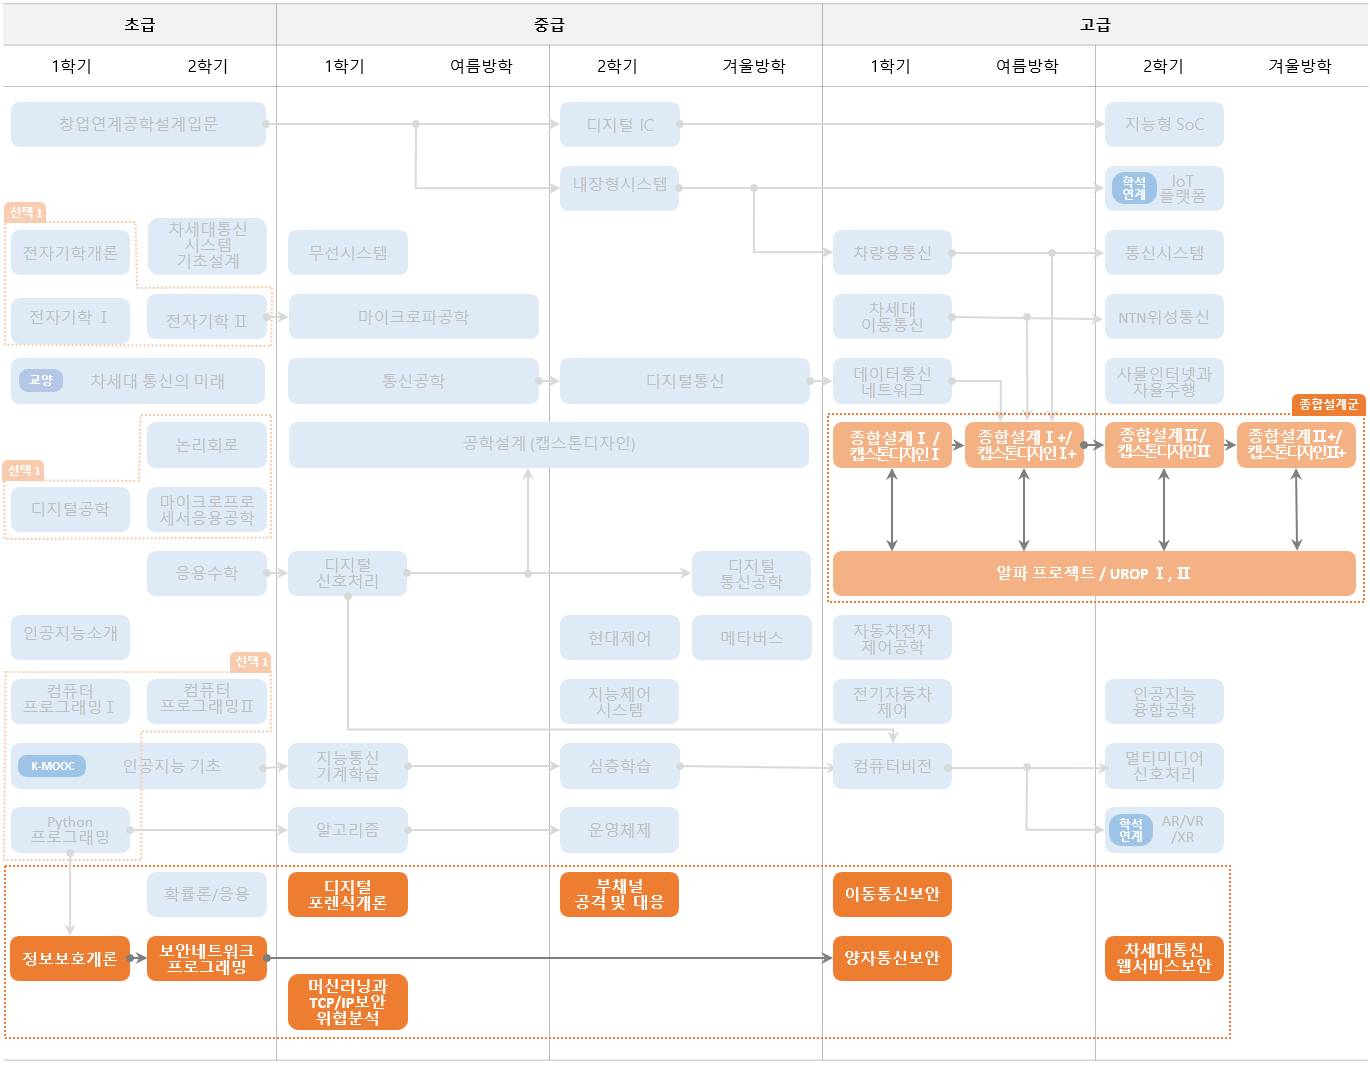 초급
중급
고급
1학기
2학기
1학기
여름방학
2학기
겨울방학
1학기
여름방학
2학기
겨울방학
창업연계공학설계입문
디지털 IC
지능형 SoC
내장형시스템
학석
연계
IoT
플랫폼
선택 1
전자기학개론
차세대통신
시스템
기초설계
무선시스템
차량용통신
통신시스템
전자기학 Ⅰ
전자기학 Ⅱ
마이크로파공학
차세대
이동통신
NTN위성통신
교양
차세대 통신의 미래
통신공학
디지털통신
데이터통신
네트워크
사물인터넷과
자율주행
종합설계군
논리회로
공학설계 (캡스톤디자인)
종합설계Ⅰ/
캡스톤디자인Ⅰ
종합설계Ⅰ+/
캡스톤디자인Ⅰ+
종합설계Ⅱ/
캡스톤디자인Ⅱ
종합설계Ⅱ+/
캡스톤디자인Ⅱ+
선택 1
디지털공학
마이크로프로
세서응용공학
응용수학
디지털
신호처리
디지털
통신공학
알파 프로젝트 / UROP Ⅰ, Ⅱ
인공지능소개
현대제어
메타버스
자동차전자
제어공학
선택 1
컴퓨터
프로그래밍Ⅰ
컴퓨터
프로그래밍Ⅱ
지능제어
시스템
전기자동차
제어
인공지능
융합공학
K-MOOC
인공지능 기초
지능통신
기계학습
심층학습
컴퓨터비전
멀티미디어
신호처리
Python
프로그래밍
알고리즘
운영체제
학석
연계
AR/VR
/XR
확률론/응용
디지털
포렌식개론
부채널
공격 및 대응
이동통신보안
정보보호개론
보안네트워크
프로그래밍
양자통신보안
차세대통신
웹서비스보안
머신러닝과
TCP/IP보안
위협분석